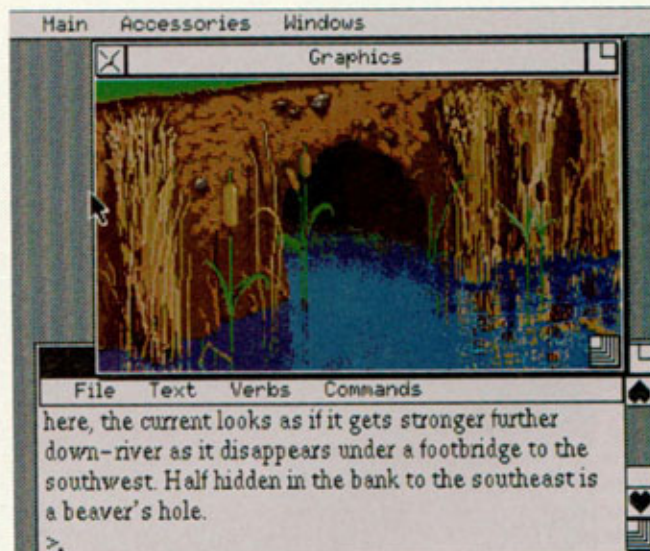 Main Accessories Windows
Graphics
File Text Verbs Commands
here, the current looks as if it gets stronger further
down-river as it disappears under a footbridge to the
southwest. Half hidden in the bank to the southeast is
a beaver's hole.
>.